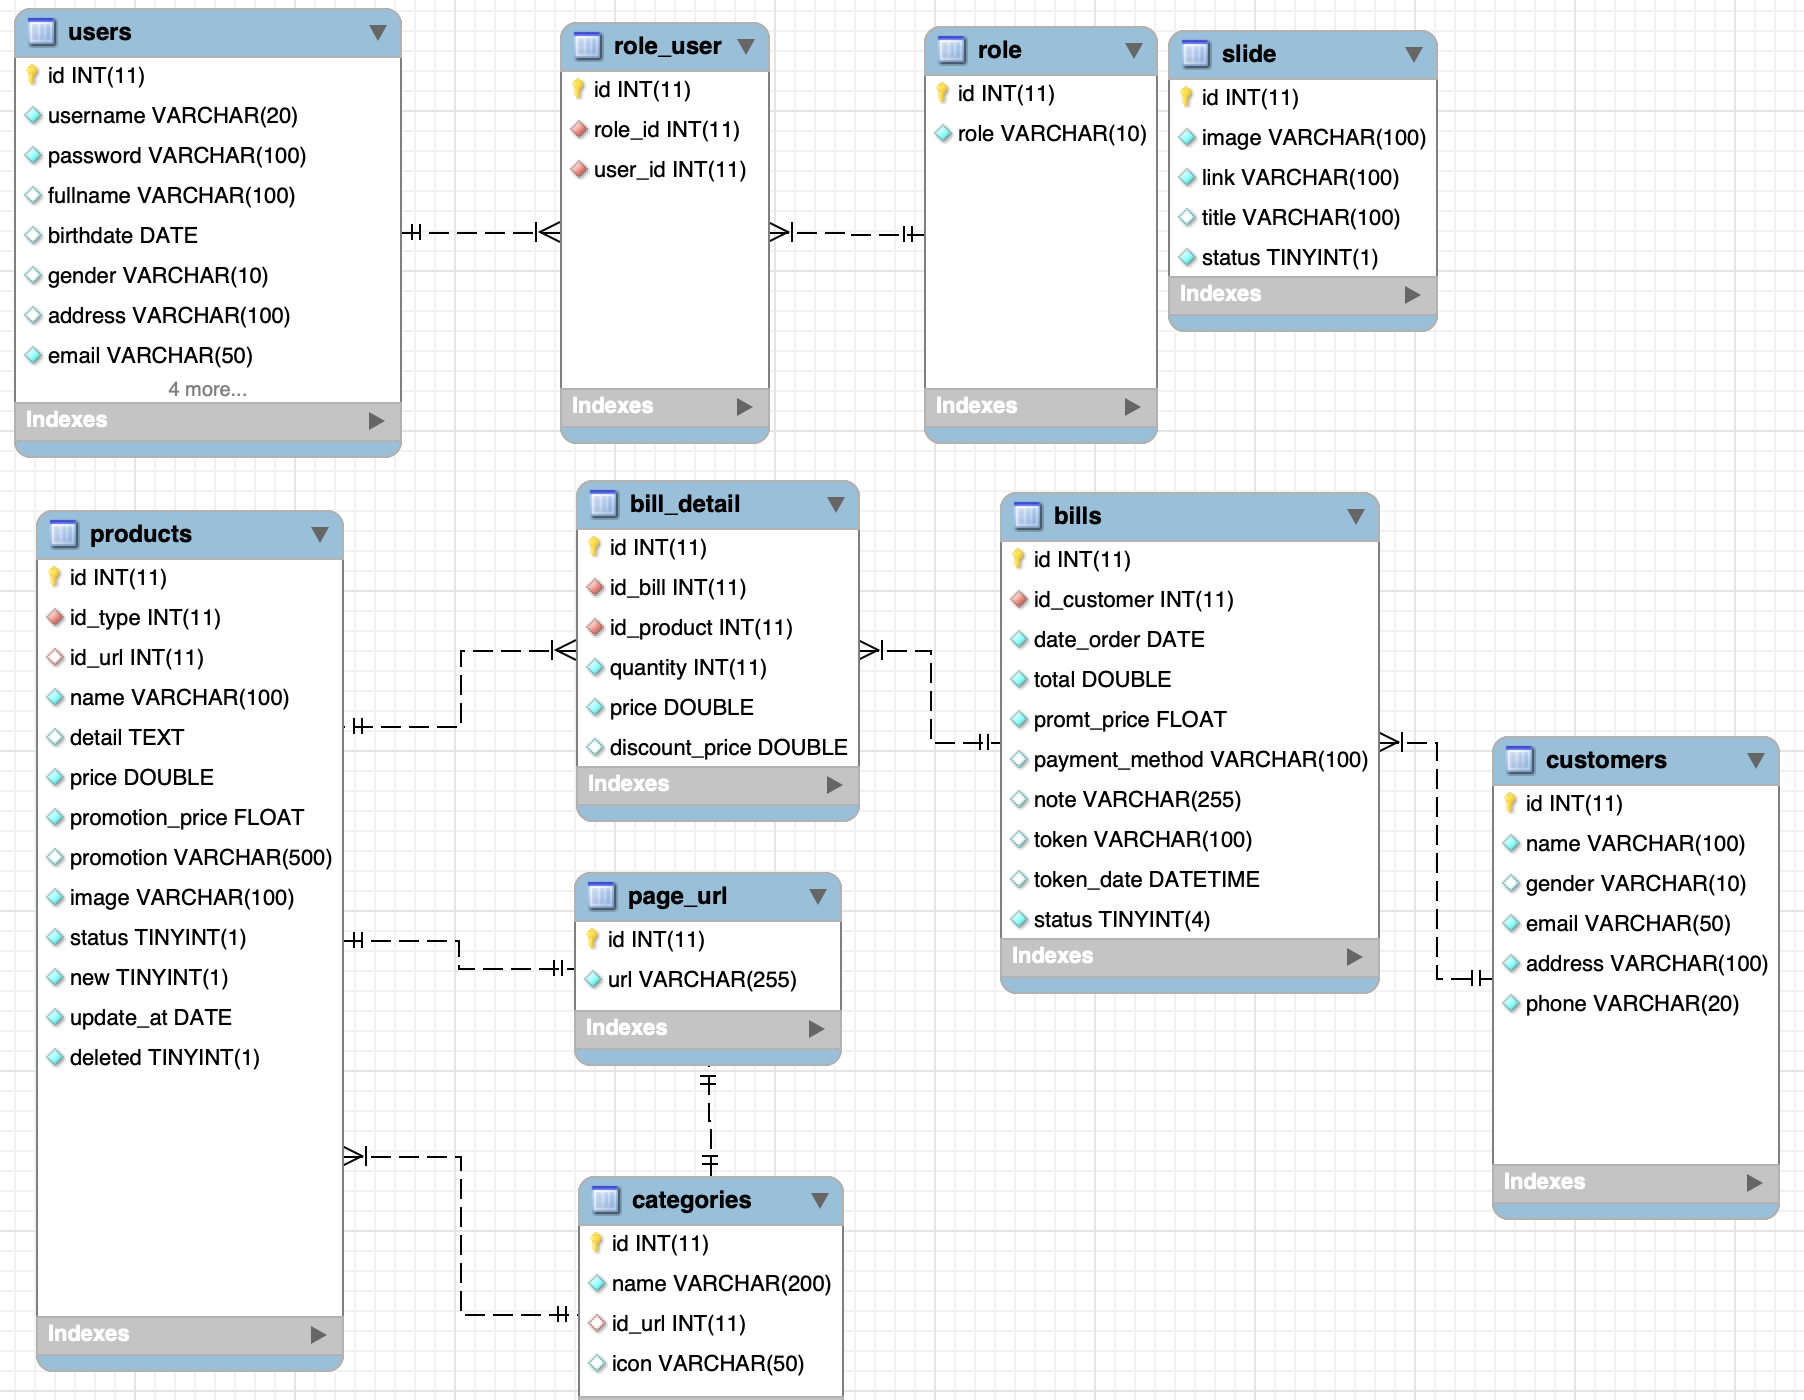 users
id INT(11)
username VARCHAR(20)
password VARCHAR(100)
fullname VARCHAR(100)
birthdate DATE
gender VARCHAR(10)
address VARCHAR(100)
email VARCHAR(50)
4 more...
Indexes
role_user
id INT(11)
role_id INT(11)
user_id INT(11)
Indexes
role
id INT(11)
role VARCHAR(10)
Indexes
slide
id INT(11)
image VARCHAR(100)
link VARCHAR(100)
title VARCHAR(100)
status TINYINT(1)
Indexes
products
id INT(11)
id_type INT(11)
id_url INT(11)
name VARCHAR(100)
detail TEXT
price DOUBLE
promotion_price FLOAT
promotion VARCHAR(500)
image VARCHAR(100)
status TINYINT(1)
new TINYINT(1)
update_at DATE
deleted TINYINT(1)
Indexes
bill_detail
id INT(11)
id_bill INT(11)
id_product INT(11)
quantity INT(11)
price DOUBLE
discount_price DOUBLE
Indexes
page_url
id INT(11)
url VARCHAR(255)
Indexes
categories
id INT(11)
name VARCHAR(200)
id_url INT(11)
icon VARCHAR(50)
bills
id INT(11)
id_customer INT(11)
date_order DATE
total DOUBLE
promt_price FLOAT
payment_method VARCHAR(100)
note VARCHAR(255)
token VARCHAR(100)
token_date DATETIME
status TINYINT(4)
Indexes
customers
id INT(11)
name VARCHAR(100)
gender VARCHAR(10)
email VARCHAR(50)
address VARCHAR(100)
phone VARCHAR(20)
Indexes